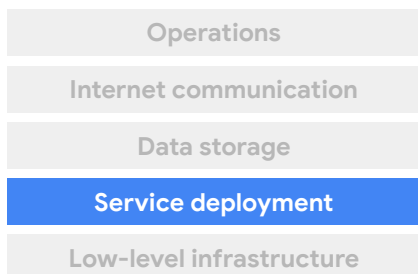 Operations
Internet communication
Data storage
Service deployment
Low-level infrastructure